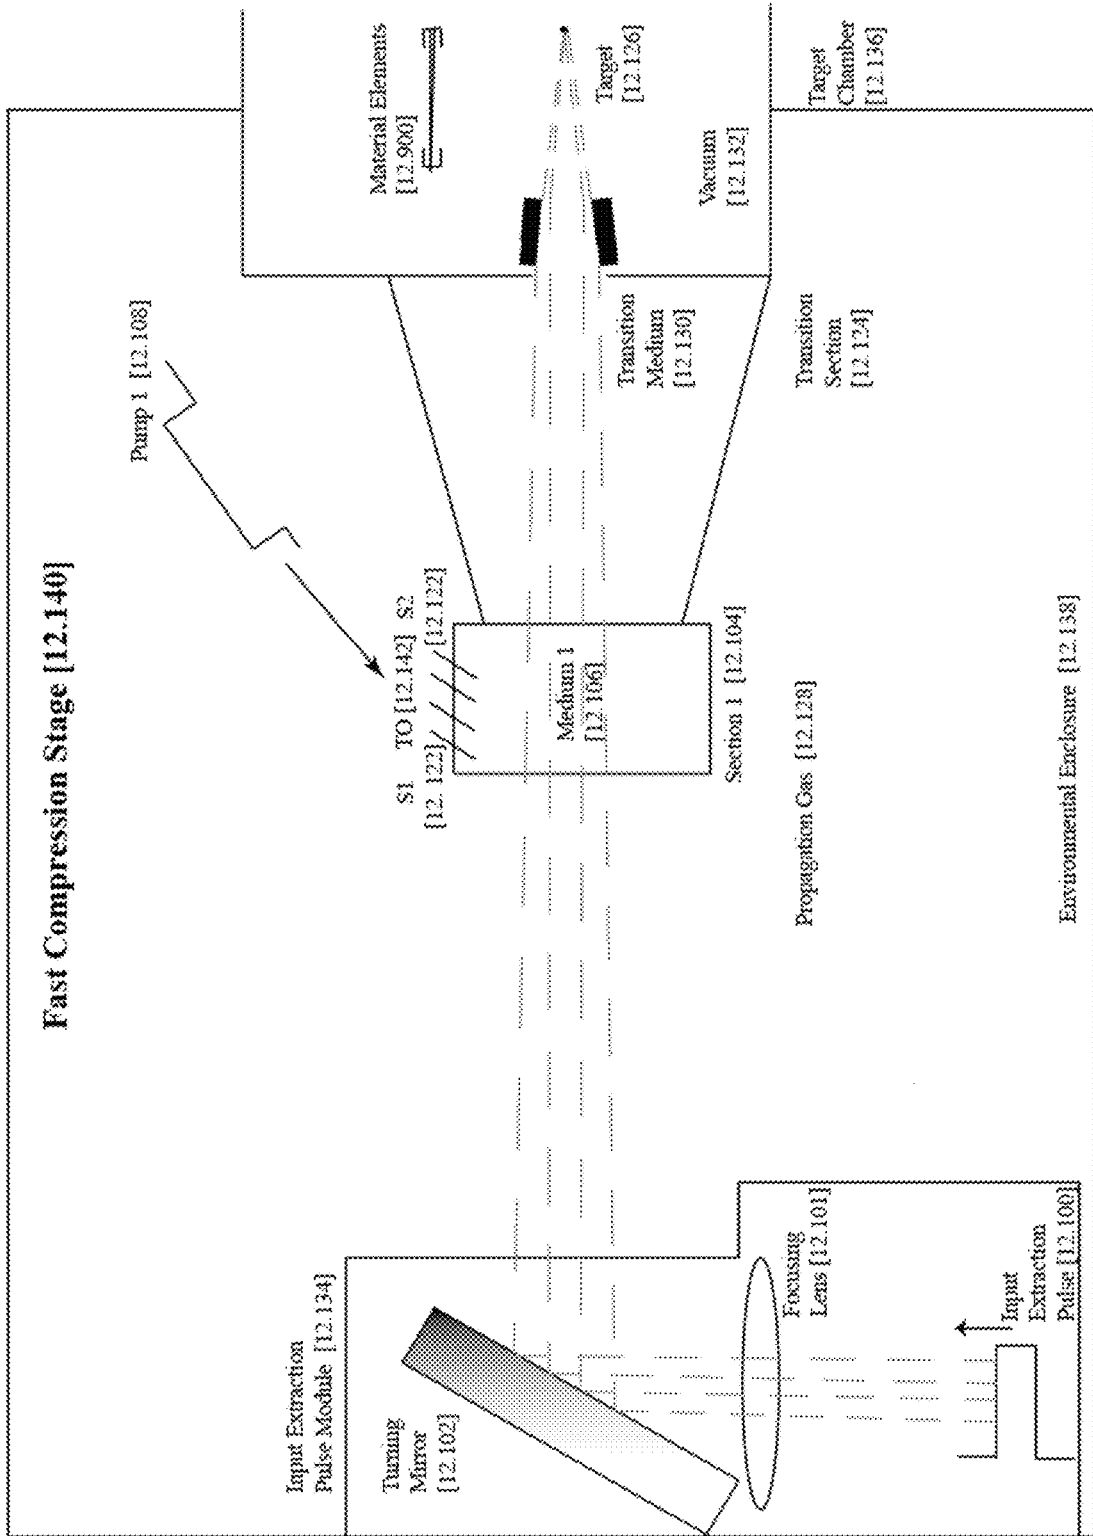 Fast Compression Stage [12.140]
Pump 1 [12.108]
Material Elements
[12.900]
Target
[12.126]
Target
Chamber
[12.136]
Vacuum
[12.132]
Transition
Medium
[12.130]
Transition
Section
[12.124]
S1 TO [12.142] S2
[12. 122] [12.122]
Medium 1
[12.106]
Section 1 [12.104]
Propagation Gas [12.128]
Environmental Enclosure [12.138]
Input Extraction
Pulse Module [12.134]
Turning
Mirror
[12.102]
Focusing
Lens [12.101]
Input
Extraction
Pulse [12.100]